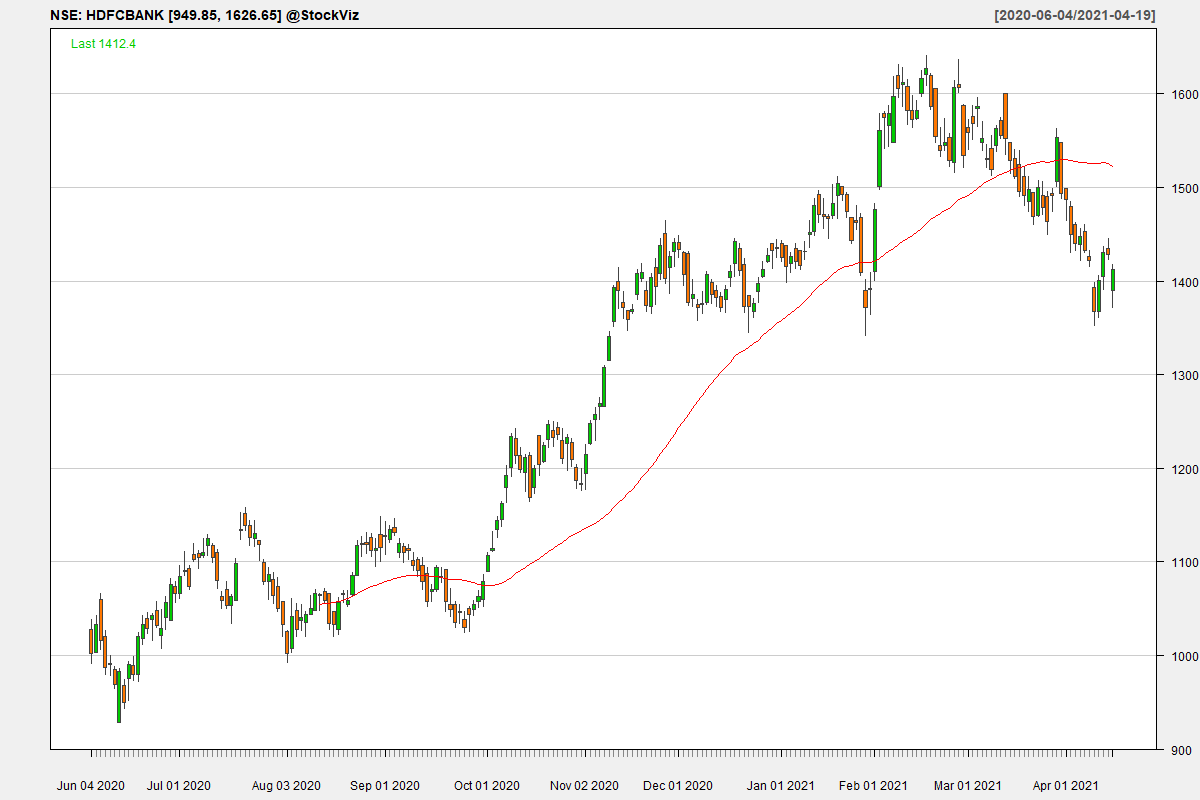 NSE: HDFCBANK [949.85, 1626.65] @StockViz [2020-06-04/2021-04-19]
Last 1412.4
1600
1500
1400
1300
1200
1100
1000
900
Jun 04 2020 Jul 01 2020 Aug 03 2020 Sep 01 2020 Oct 01 2020 Nov 02 2020 Dec 01 2020 Jan 01 2021 Feb 01 2021 Mar 01 2021 Apr 01 2021